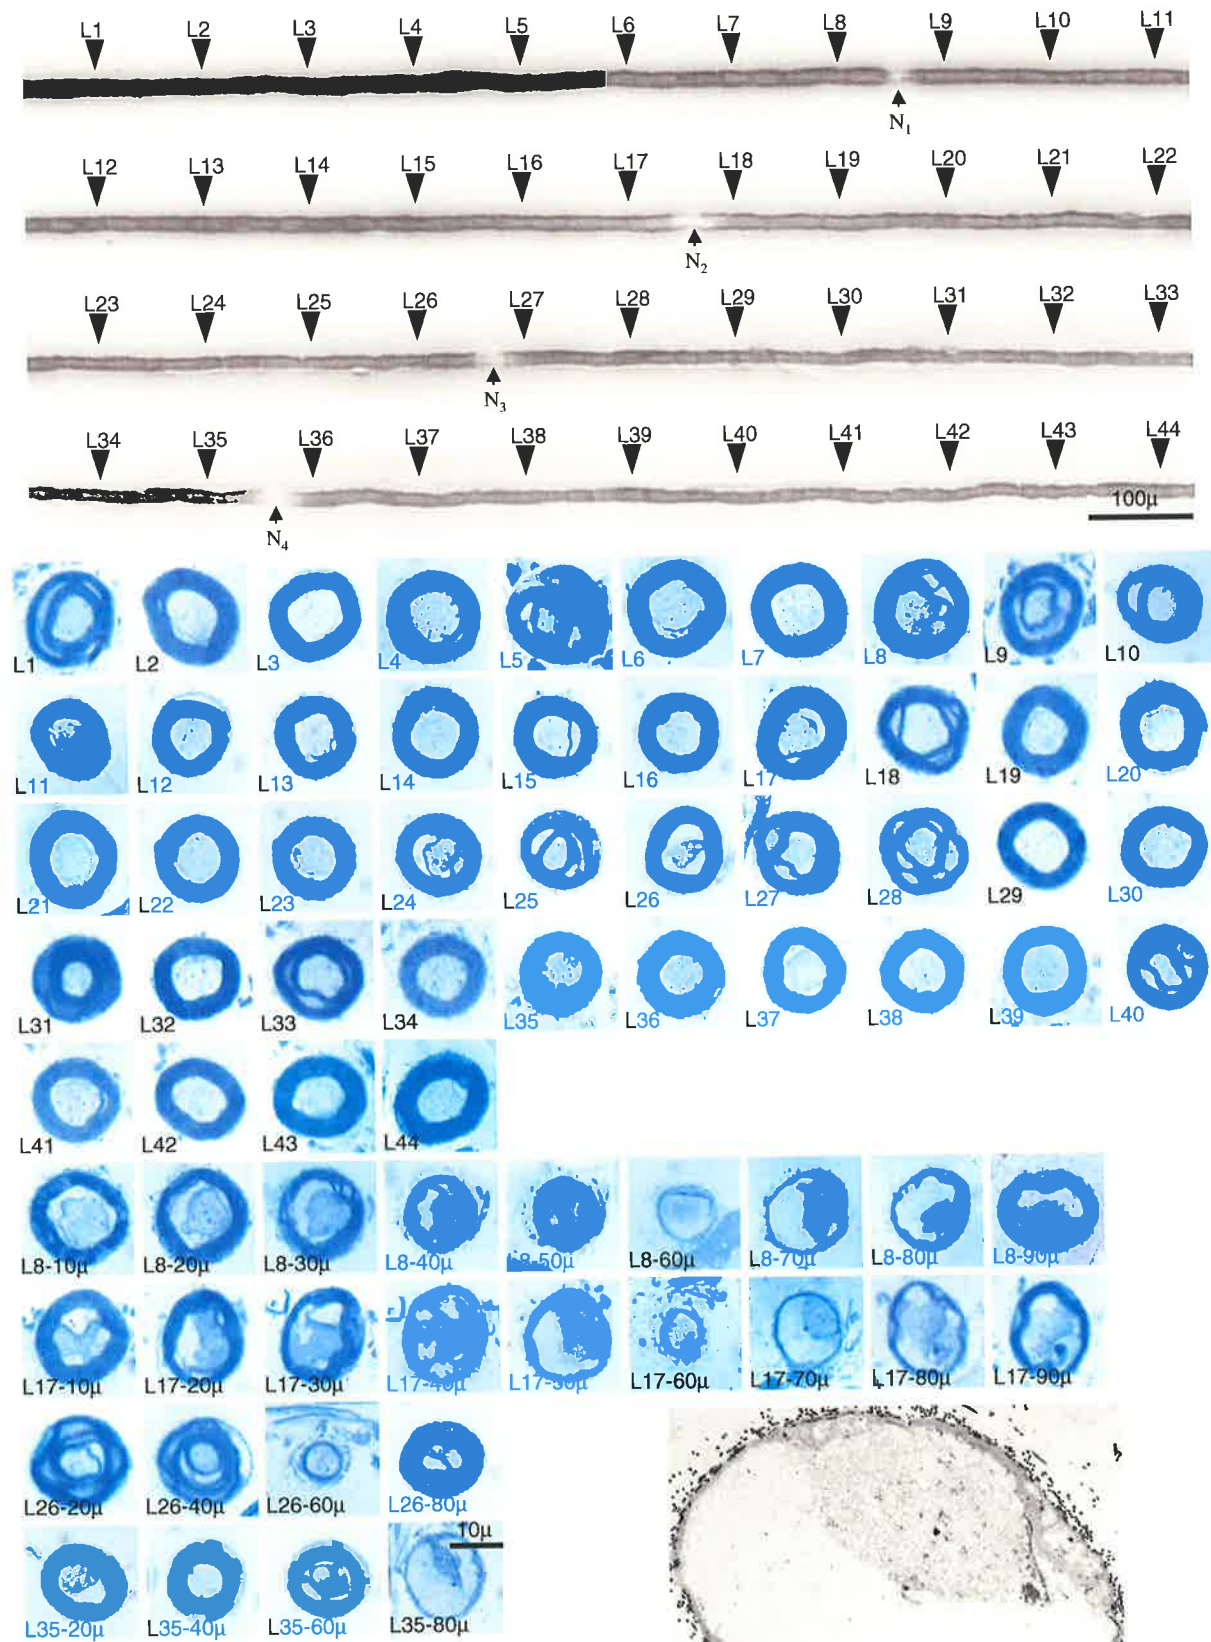 L1 L2 L3 L4 L5 L6 L7 L8 L9 L10 L11
N1
L12 L13 L14 L15 L16 L17 L18 L19 L20 L21 L22
N2
L23 L24 L25 L26 L27 L28 L29 L30 L31 L32 L33
N3
L34 L35 L36 L37 L38 L39 L40 L41 L42 L43 L44
100µ
N4
L1 L2 L3 L4 L5 L6 L7 L8 L9 L10
L11 L12 L13 L14 L15 L16 L17 L18 L19 L20
L21 L22 L23 L24 L25 L26 L27 L28 L29 L30
L31 L32 L33 L34 L35 L36 L37 L38 L39 L40
L41 L42 L43 L44
L8-10µ L8-20µ L8-30µ L8-40µ L8-50µ L8-60µ L8-70µ L8-80µ L8-90µ
L17-10µ L17-20µ L17-30µ L17-40µ L17-50µ L17-60µ L17-70µ L17-80µ L17-90µ
L26-20µ L26-40µ L26-60µ L26-80µ
10µ
L35-20µ L35-40µ L35-60µ L35-80µ